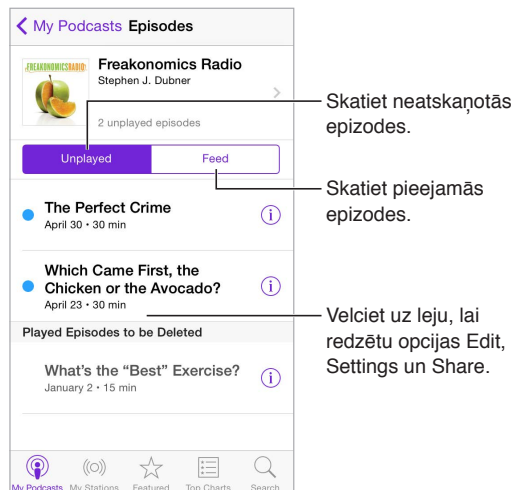 My Podcasts Episodes
FREAKONOMICS RADIO
Freakonomics Radio
Stephen J. Dubner
2 unplayed episodes
Unplayed
Feed
The Perfect Crime
April 30 • 30 min
Which Came First, the
Chicken or the Avocado?
April 23 • 30 min
Played Episodes to be Deleted
What’s the “Best” Exercise?
January 2 • 15 min
My Podcasts
My Stations
Featured
Top Charts
Search
Skatiet neatskaņotās
epizodes.
Skatiet pieejamās
epizodes.
Velciet uz leju, lai
redzētu opcijas Edit,
Settings un Share.